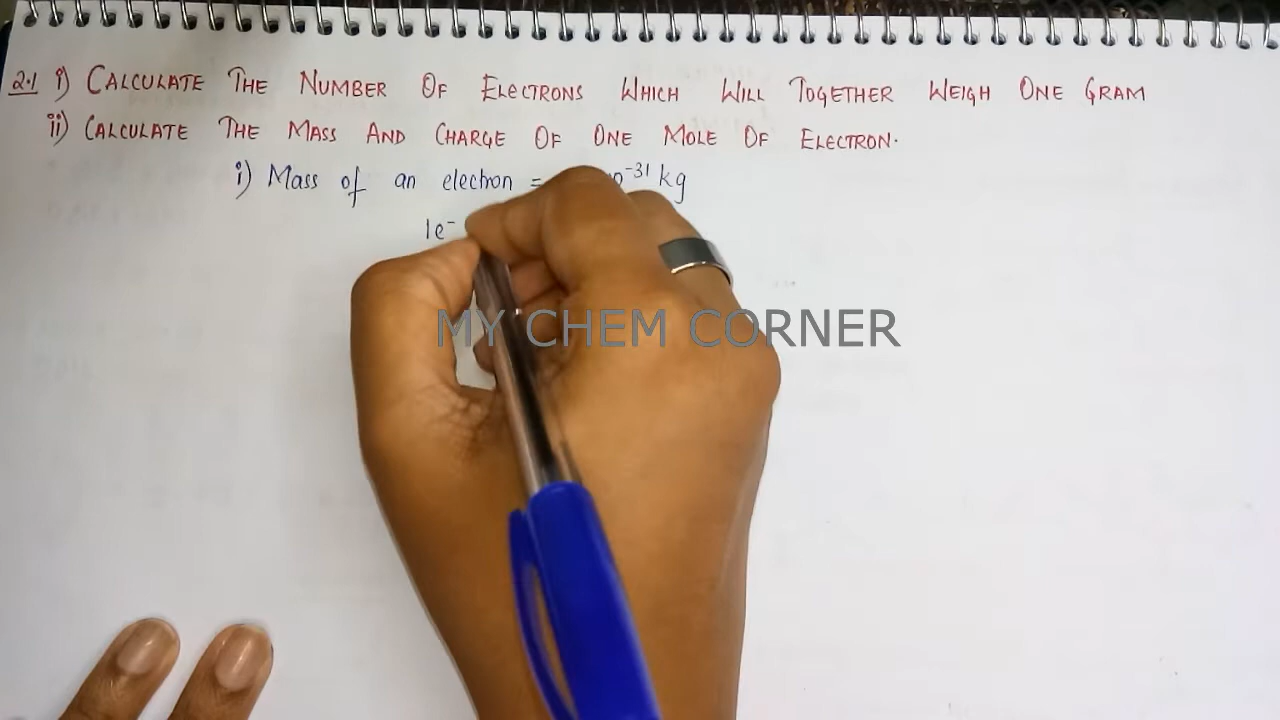 2.1 i) CALCULATE THE NUMBER OF ELECTRONS WHICH WILL TOGETHER WEIGH ONE GRAM
ii) CALCULATE THE MASS AND CHARGE OF ONE MOLE OF ELECTRON.
i) Mass of an electron = kg
1e⁻
MY CHEM CORNER